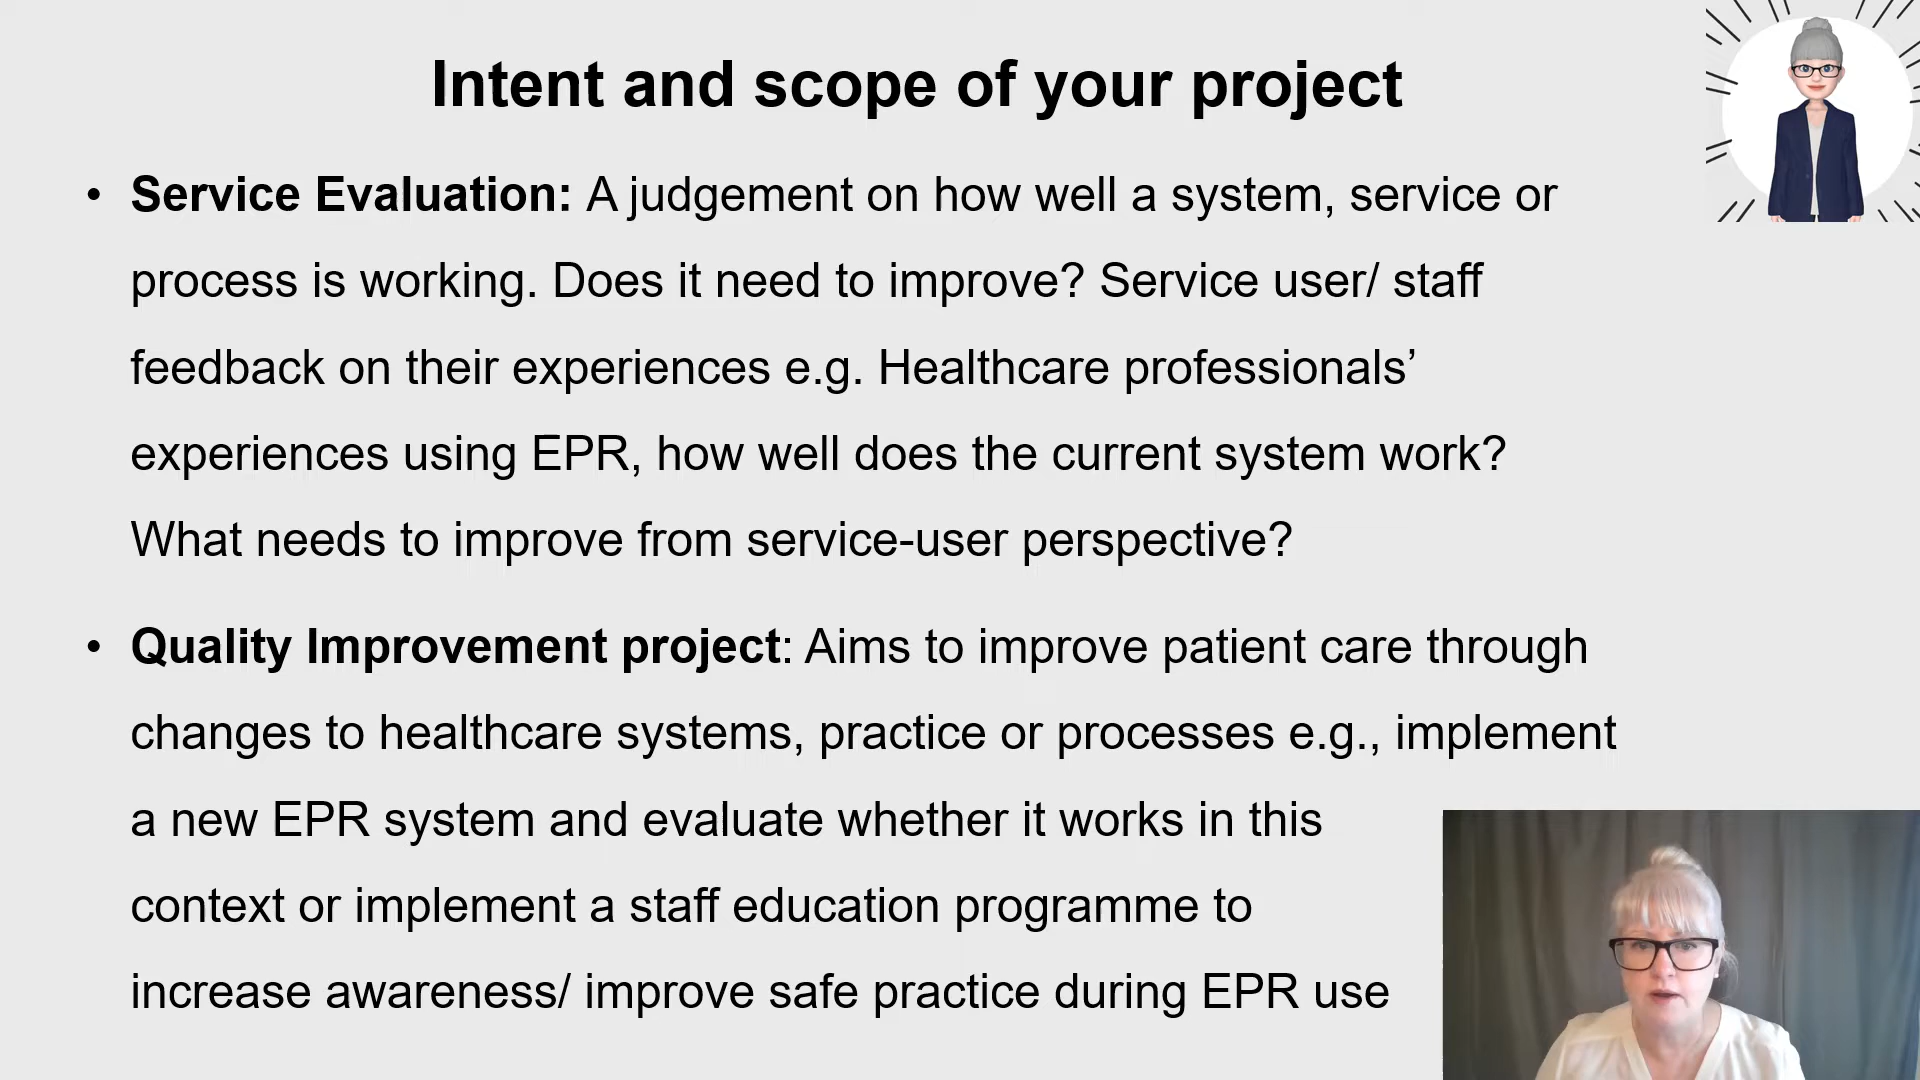 Intent and scope of your project
• Service Evaluation: A judgement on how well a system, service or
process is working. Does it need to improve? Service user/ staff
feedback on their experiences e.g. Healthcare professionals’
experiences using EPR, how well does the current system work?
What needs to improve from service-user perspective?
• Quality Improvement project: Aims to improve patient care through
changes to healthcare systems, practice or processes e.g., implement
a new EPR system and evaluate whether it works in this
context or implement a staff education programme to
increase awareness/ improve safe practice during EPR use